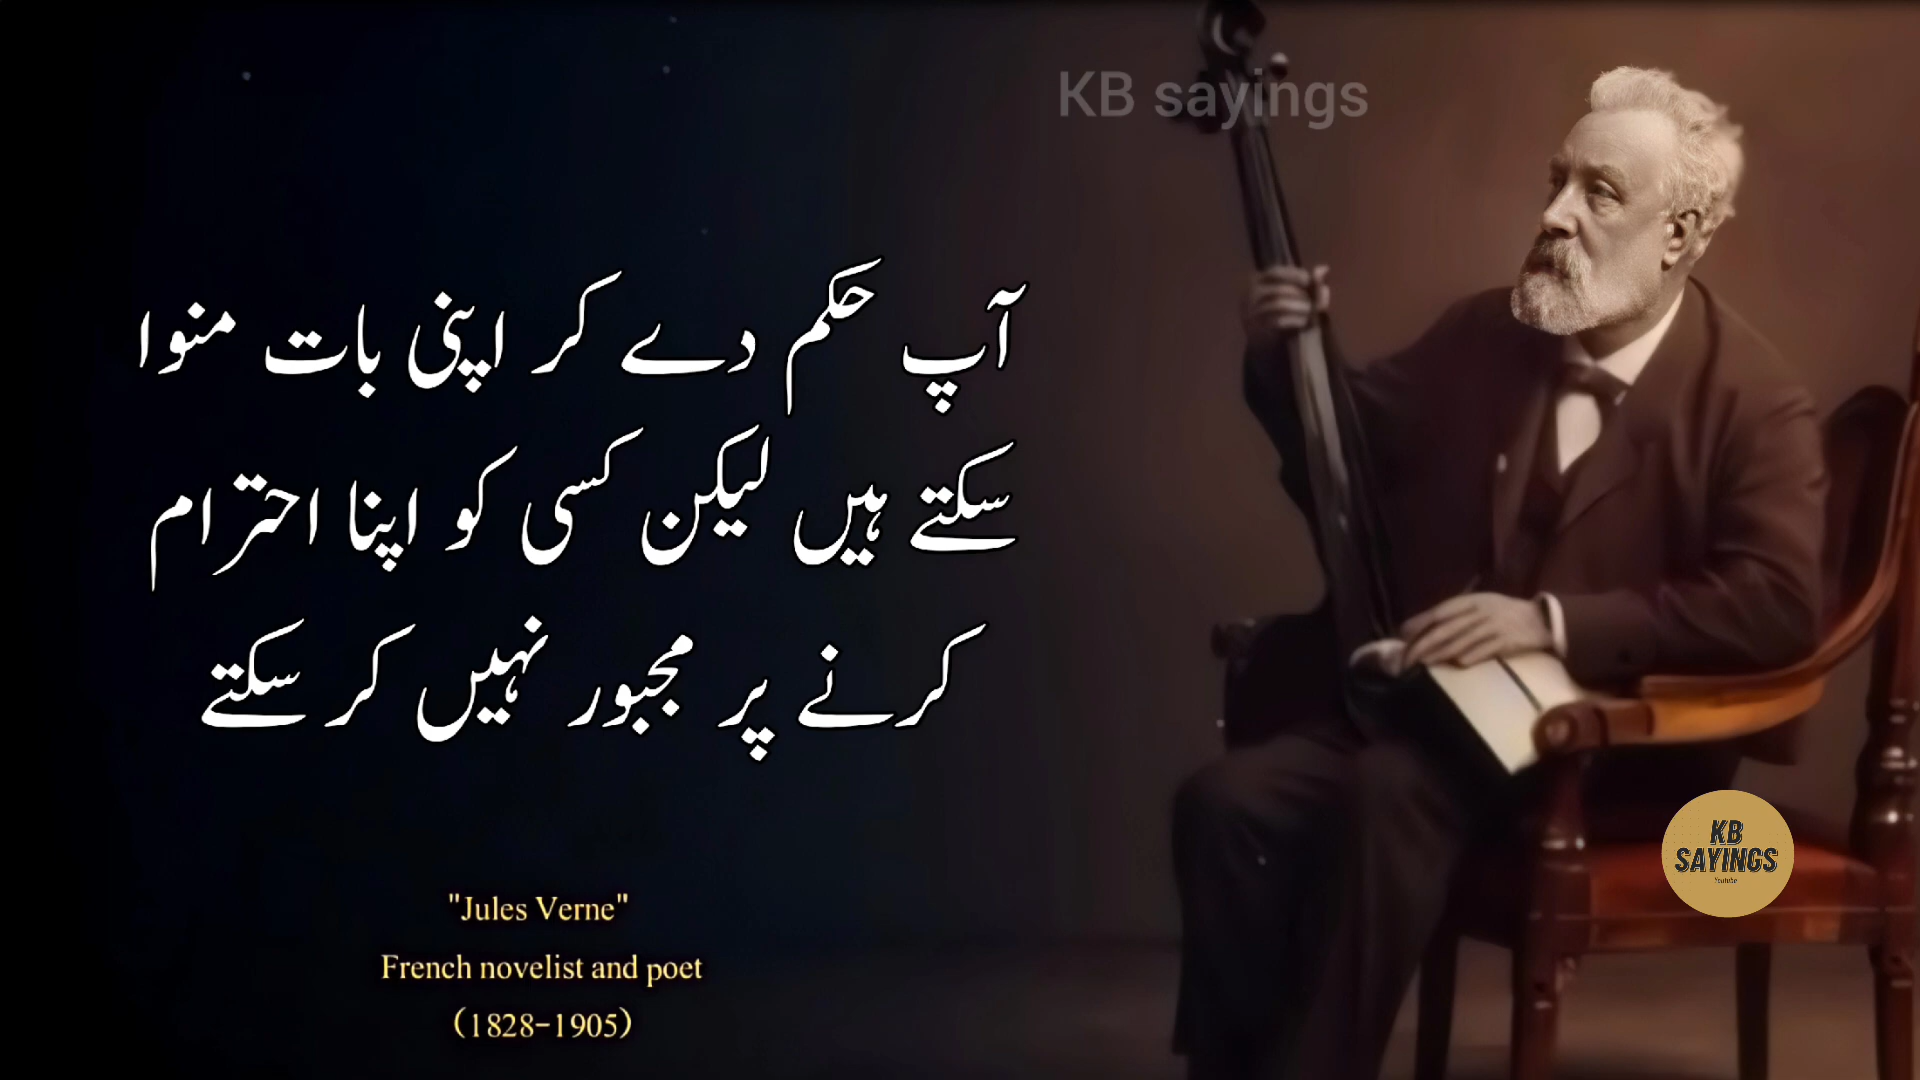 KB sayings
آپ حکم دے کر اپنی بات منوا
سکتے ہیں لیکن کسی کو اپنا احترام
کرنے پر مجبور نہیں کر سکتے
KB
SAYINGS
Youtube
"Jules Verne"
French novelist and poet
(1828-1905)